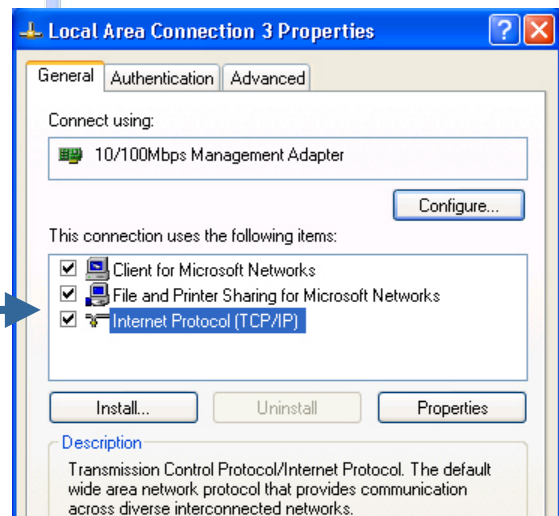 Local Area Connection 3 Properties
General Authentication Advanced
Connect using:
10/100Mbps Management Adapter
Configure...
This connection uses the following items:
Client for Microsoft Networks
File and Printer Sharing for Microsoft Networks
Internet Protocol (TCP/IP)
Install... Uninstall Properties
Description
Transmission Control Protocol/Internet Protocol. The default
wide area network protocol that provides communication
across diverse interconnected networks.